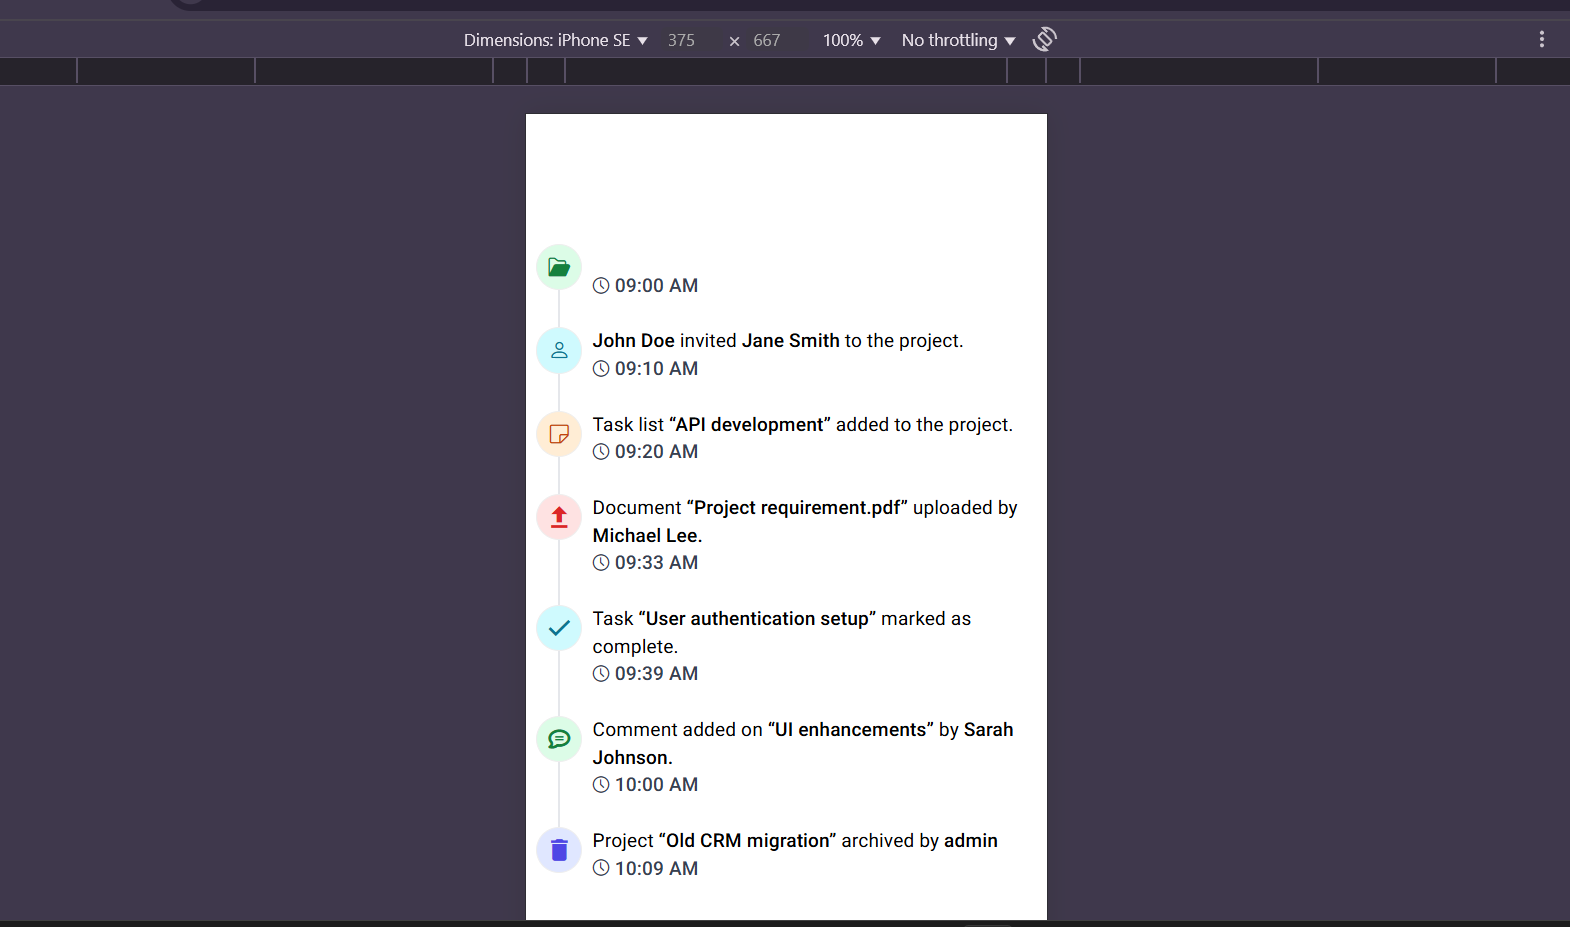 Dimensions: iPhone SE 375 × 667 100% No throttling
09:00 AM
John Doe invited Jane Smith to the project.
09:10 AM
Task list “API development” added to the project.
09:20 AM
Document “Project requirement.pdf” uploaded by
Michael Lee.
09:33 AM
Task “User authentication setup” marked as
complete.
09:39 AM
Comment added on “UI enhancements” by Sarah
Johnson.
10:00 AM
Project “Old CRM migration” archived by admin
10:09 AM